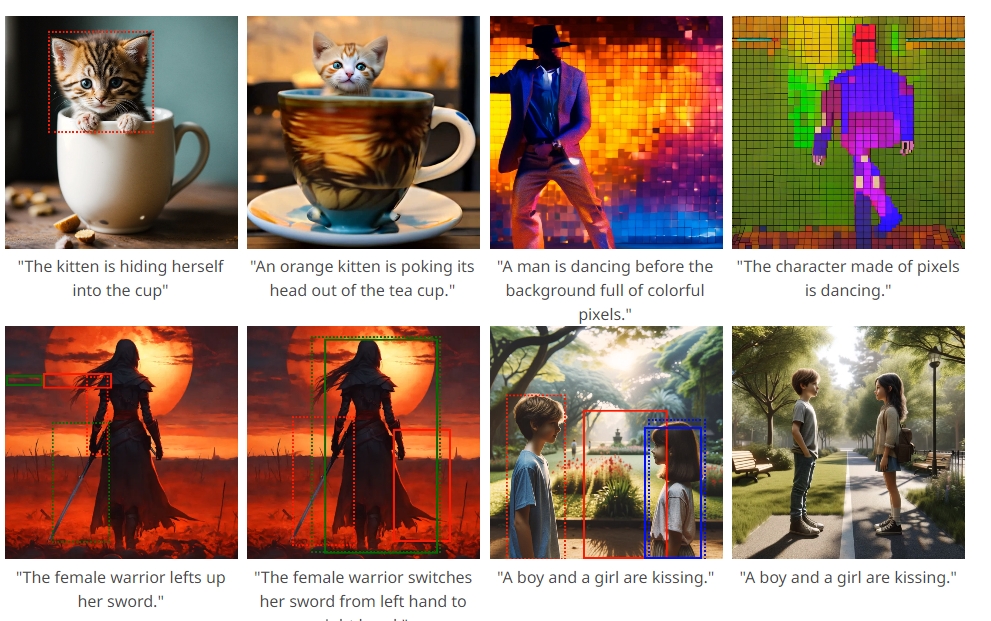 "The kitten is hiding herself
into the cup"
"An orange kitten is poking its
head out of the tea cup."
"A man is dancing before the
background full of colorful
pixels."
"The character made of pixels
is dancing."
"The female warrior lefts up
her sword."
"The female warrior switches
her sword from left hand to
"A boy and a girl are kissing."
"A boy and a girl are kissing."